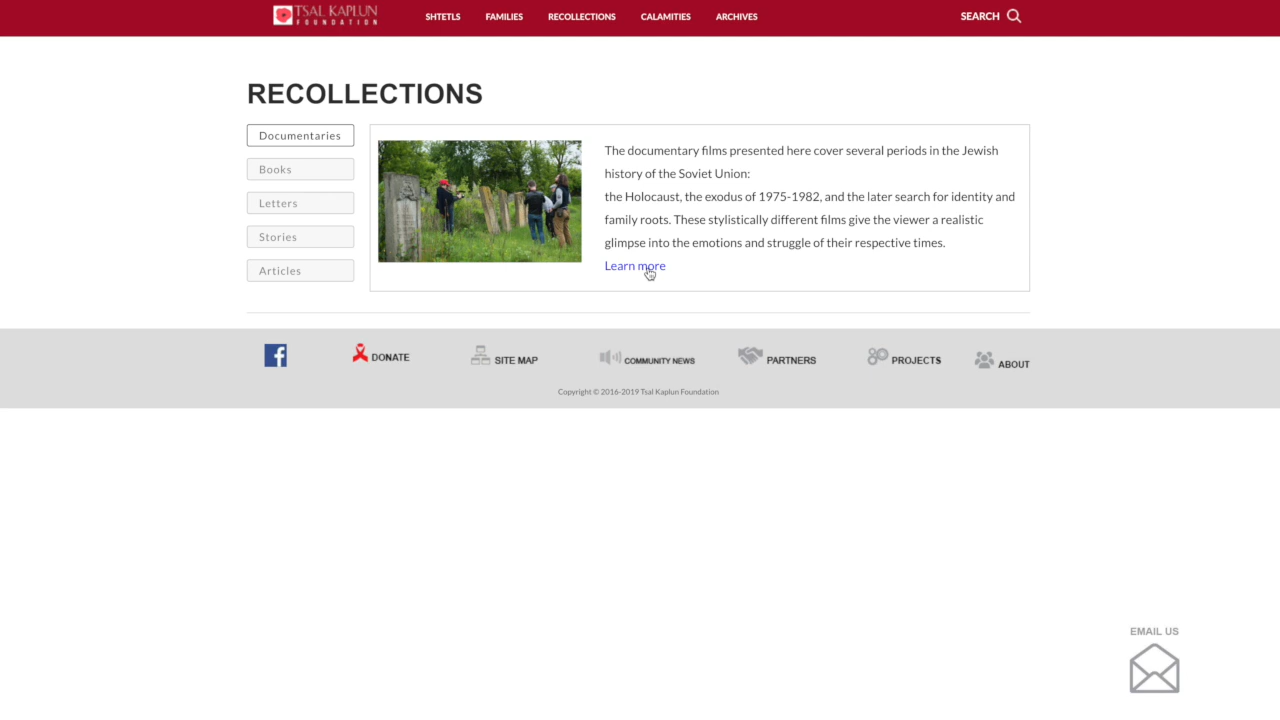 TSAL KAPLUN
FOUNDATION
SHTETLS
FAMILIES
RECOLLECTIONS
CALAMITIES
ARCHIVES
SEARCH
RECOLLECTIONS
Documentaries
Books
Letters
Stories
Articles
The documentary films presented here cover several periods in the Jewish
history of the Soviet Union:
the Holocaust, the exodus of 1975-1982, and the later search for identity and
family roots. These stylistically different films give the viewer a realistic
glimpse into the emotions and struggle of their respective times.
Learn more
f
DONATE
SITE MAP
COMMUNITY NEWS
PARTNERS
PROJECTS
ABOUT
Copyright © 2016-2019 Tsal Kaplun Foundation
EMAIL US